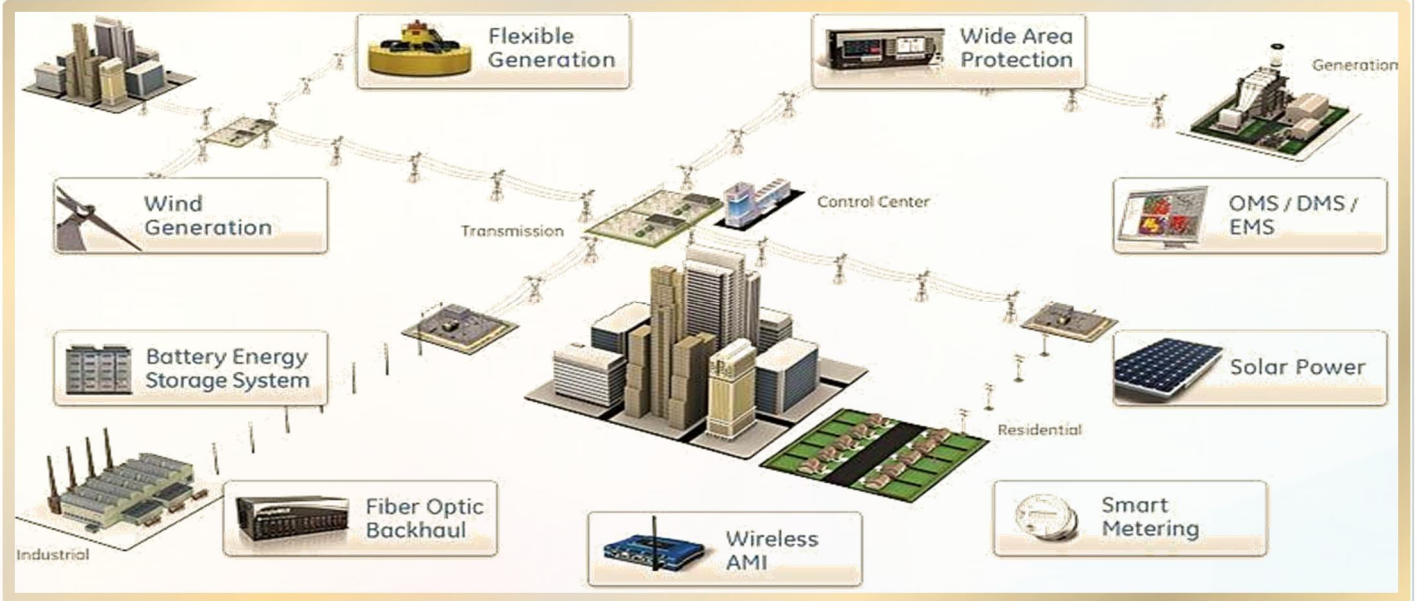 Flexible
Generation
Wide Area
Protection
Generation
Wind
Generation
Transmission
Control Center
OMS / DMS /
EMS
Battery Energy
Storage System
Solar Power
Residential
Fiber Optic
Backhaul
Smart
Metering
Wireless
AMI
Industrial